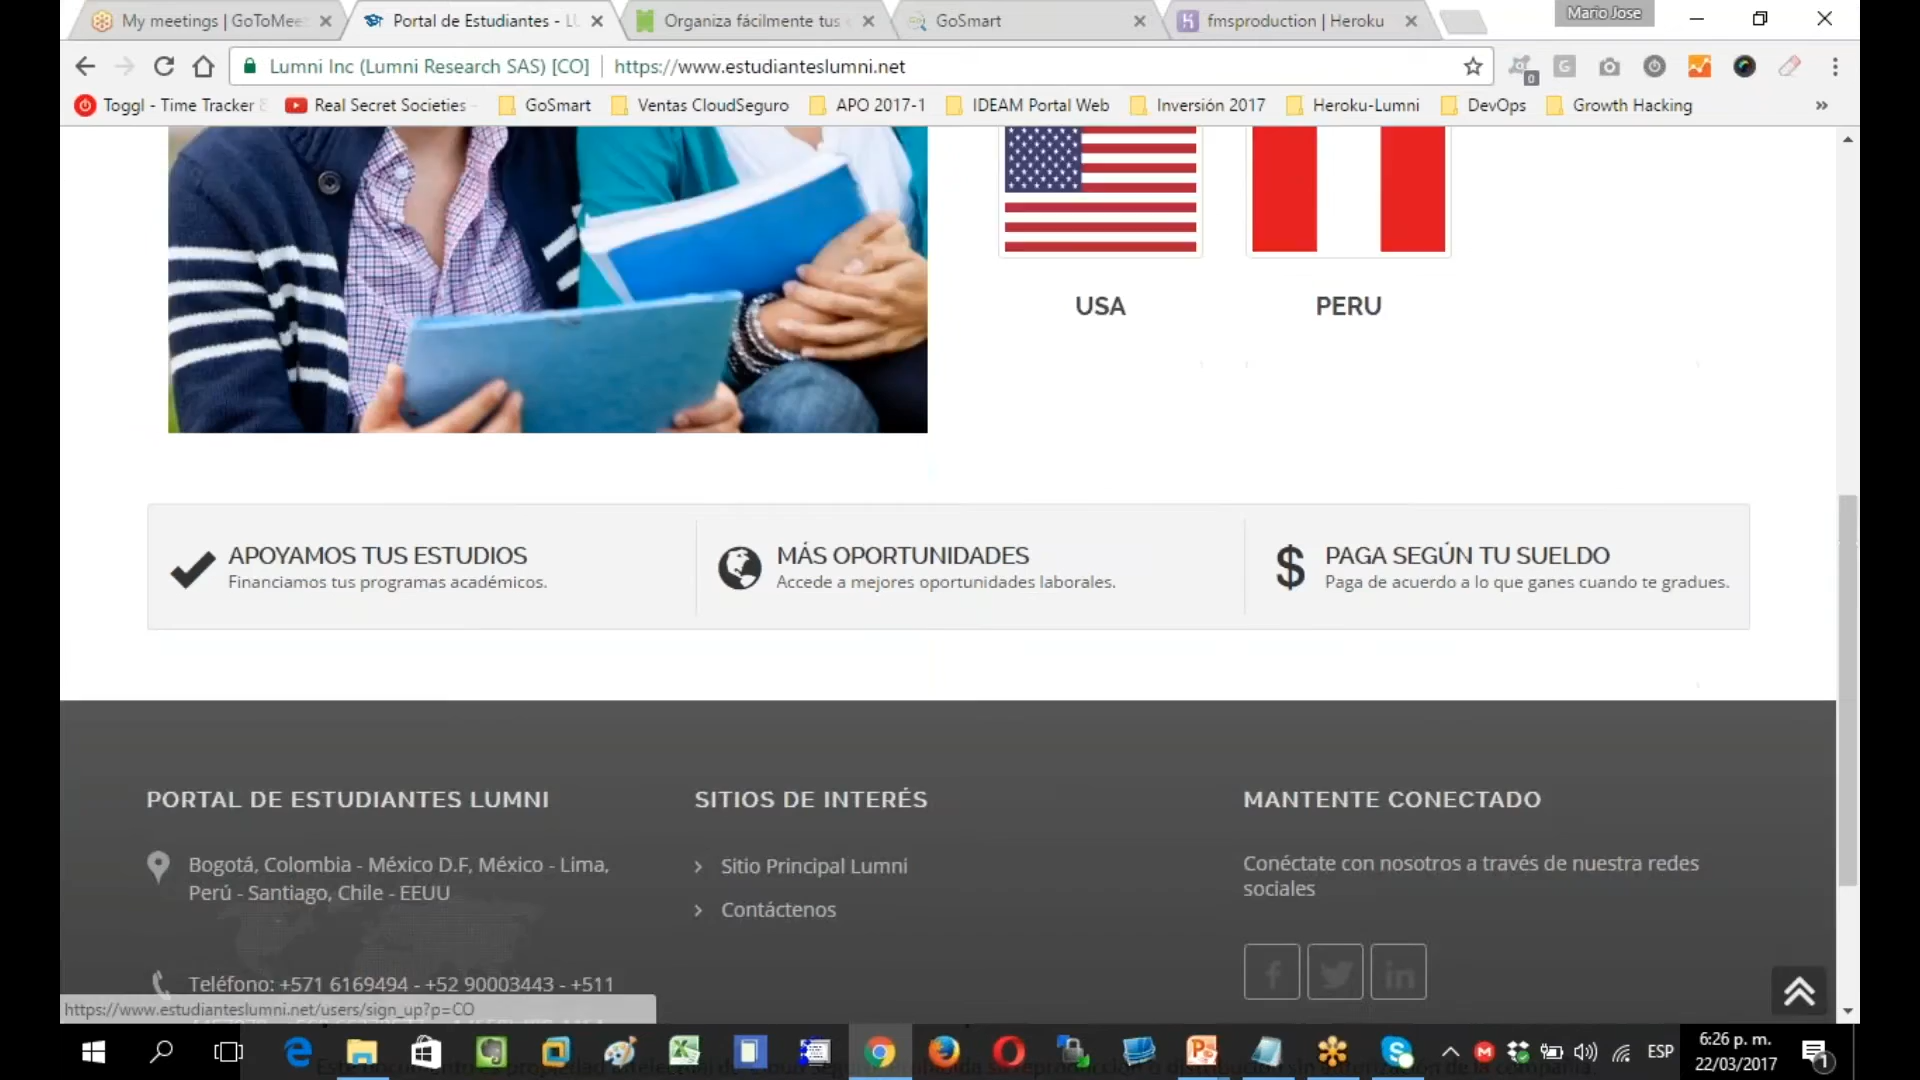 My meetings | GoToMee
Portal de Estudiantes - LU
Organiza fácilmente tus
GoSmart
fmsproduction | Heroku
Mario Jose
Lumni Inc (Lumni Research SAS) [CO]
https://www.estudianteslumni.net
0
Toggl - Time Tracker
Real Secret Societies -
GoSmart
Ventas CloudSeguro
APO 2017-1
IDEAM Portal Web
Inversión 2017
Heroku-Lumni
DevOps
Growth Hacking
»
USA
PERU
APOYAMOS TUS ESTUDIOS
Financiamos tus programas académicos.
MÁS OPORTUNIDADES
Accede a mejores oportunidades laborales.
PAGA SEGÚN TU SUELDO
Paga de acuerdo a lo que ganes cuando te gradues.
PORTAL DE ESTUDIANTES LUMNI
Bogotá, Colombia - México D.F, México - Lima,
Perú - Santiago, Chile - EEUU
Teléfono: +571 6169494 - +52 90003443 - +511
SITIOS DE INTERÉS
Sitio Principal Lumni
Contáctenos
MANTENTE CONECTADO
Conéctate con nosotros a través de nuestra redes
sociales
https://www.estudianteslumni.net/users/sign_up?p=CO
ESP
6:26 p. m.
22/03/2017
1